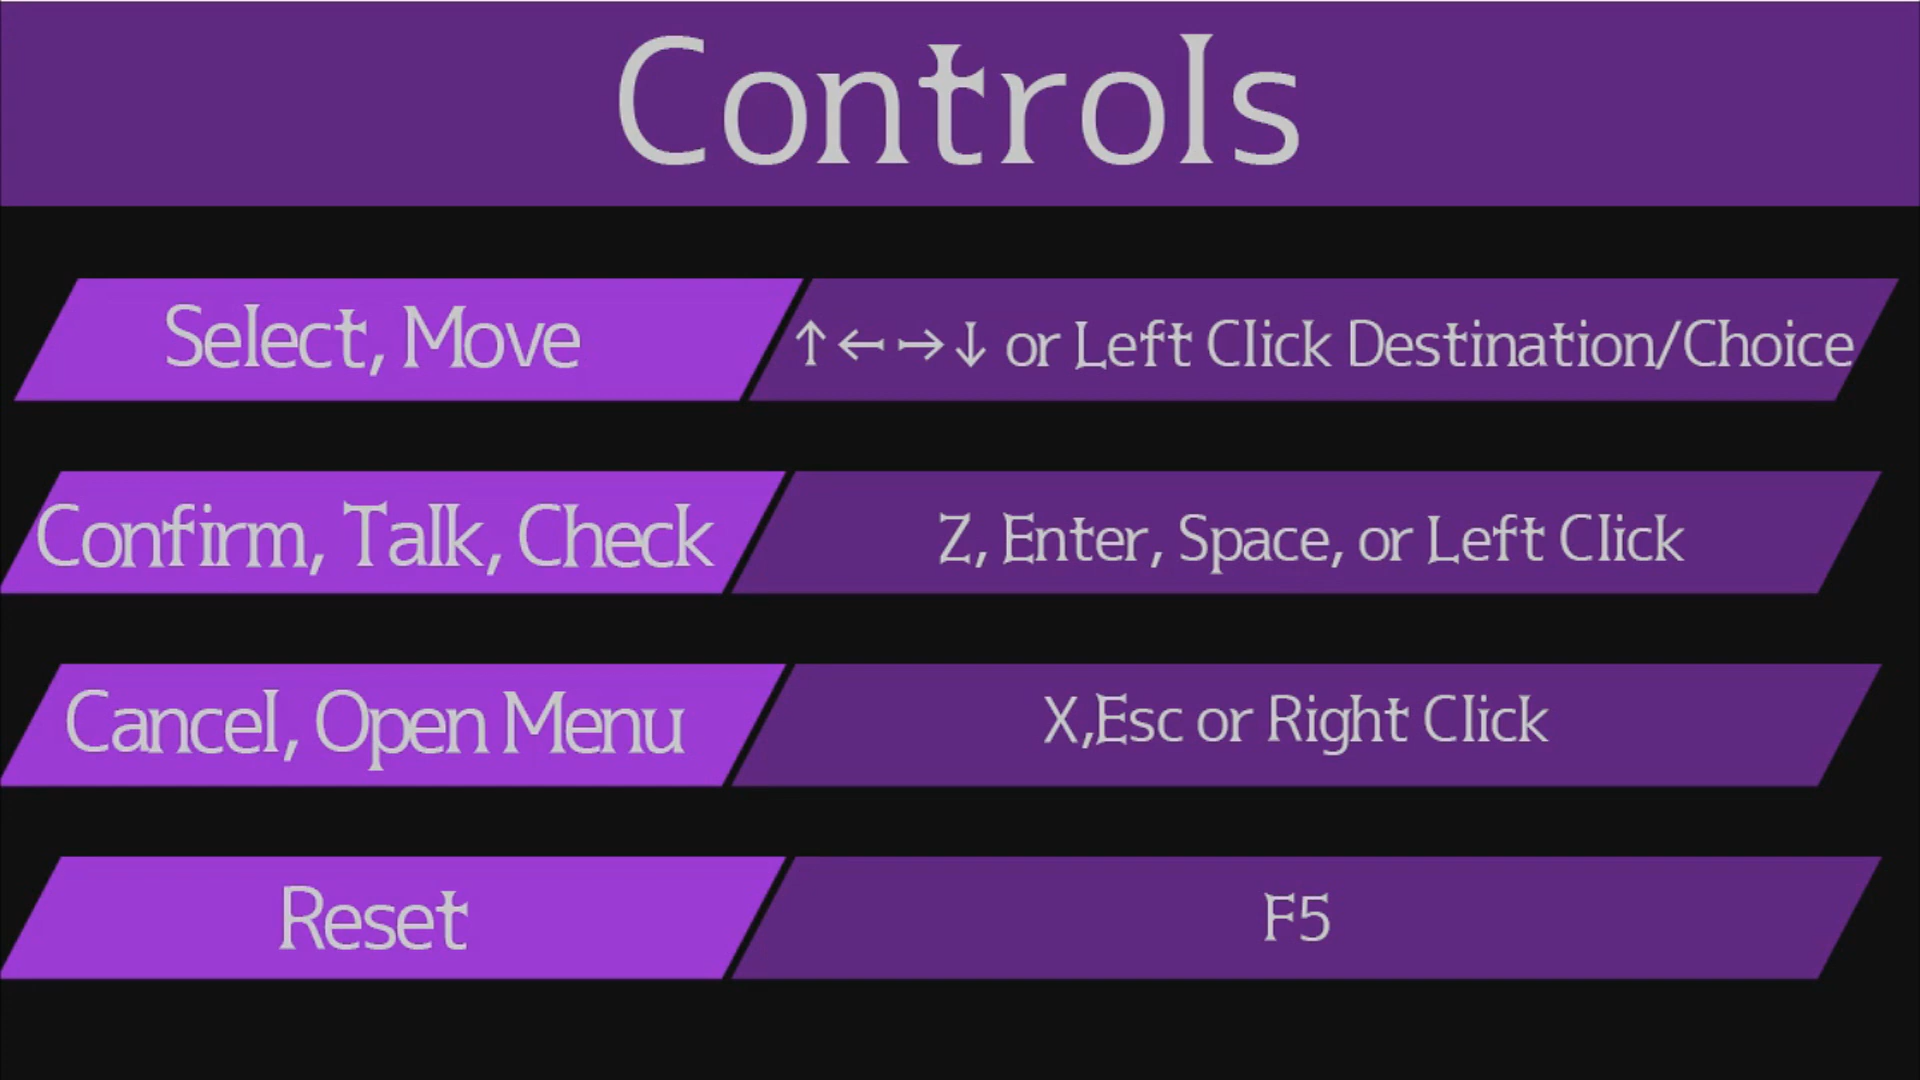 Controls
Select, Move
↑←→↓ or Left Click Destination/Choice
Confirm, Talk, Check
Z, Enter, Space, or Left Click
Cancel, Open Menu
X,Esc or Right Click
Reset
F5